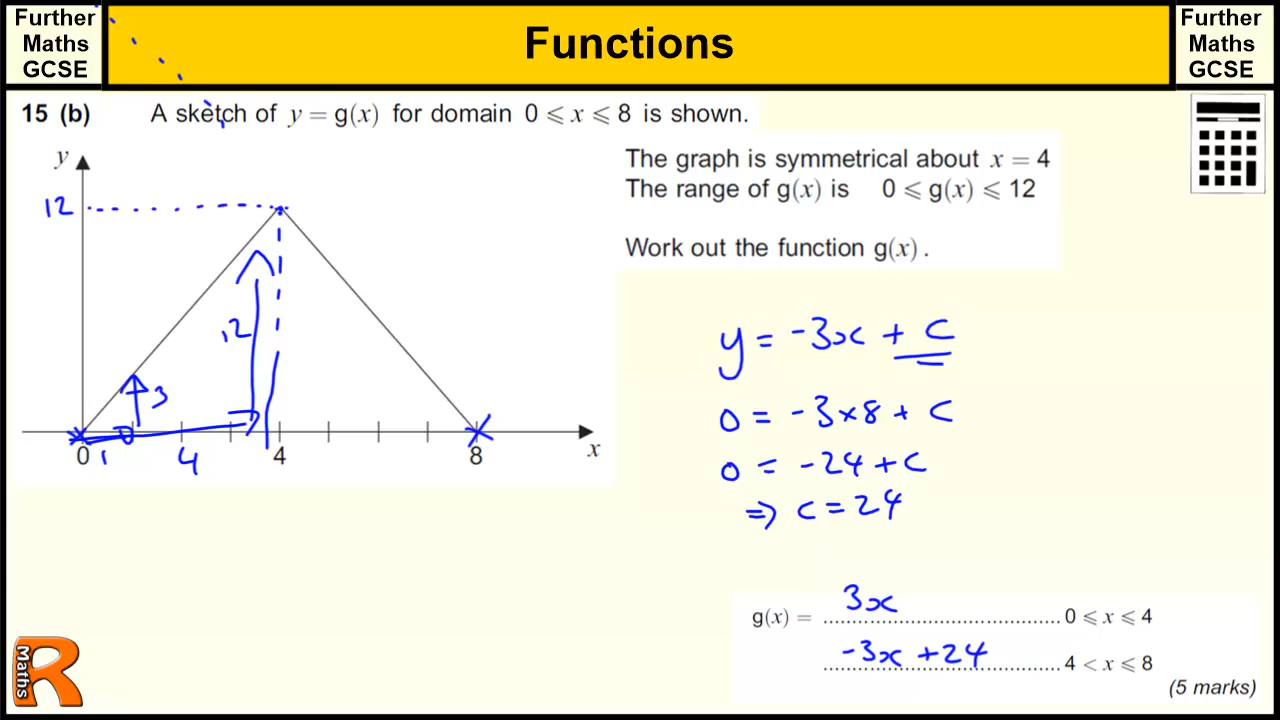 Further
Maths
GCSE
Functions
Further
Maths
GCSE
15 (b) A sketch of y = g(x) for domain 0 ⩽ x ⩽ 8 is shown.
The graph is symmetrical about x = 4
The range of g(x) is 0 ⩽ g(x) ⩽ 12
Work out the function g(x).
y
12
12
3
0 1 4 4 8 x
y = -3x + c
0 = -3×8 + c
0 = -24 + c
⇒ c = 24
g(x) = 3x 0 ⩽ x ⩽ 4
-3x + 24 4 < x ⩽ 8
(5 marks)
R Maths